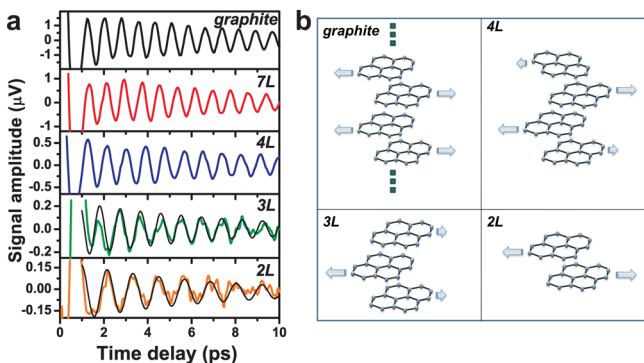 a
graphite
7L
4L
3L
2L
1
0
-1
1
0
-1
0.5
0.0
-0.5
0.2
0.0
-0.2
0.15
0.00
-0.15
0 2 4 6 8 10
Signal amplitude (μV)
Time delay (ps)
b
graphite
4L
3L
2L